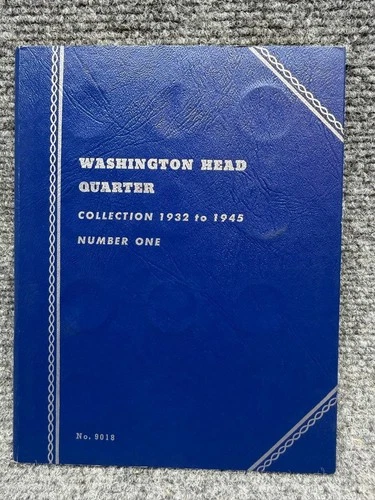 WASHINGTON HEAD
QUARTER
COLLECTION 1932 to 1945
NUMBER ONE
No. 9018